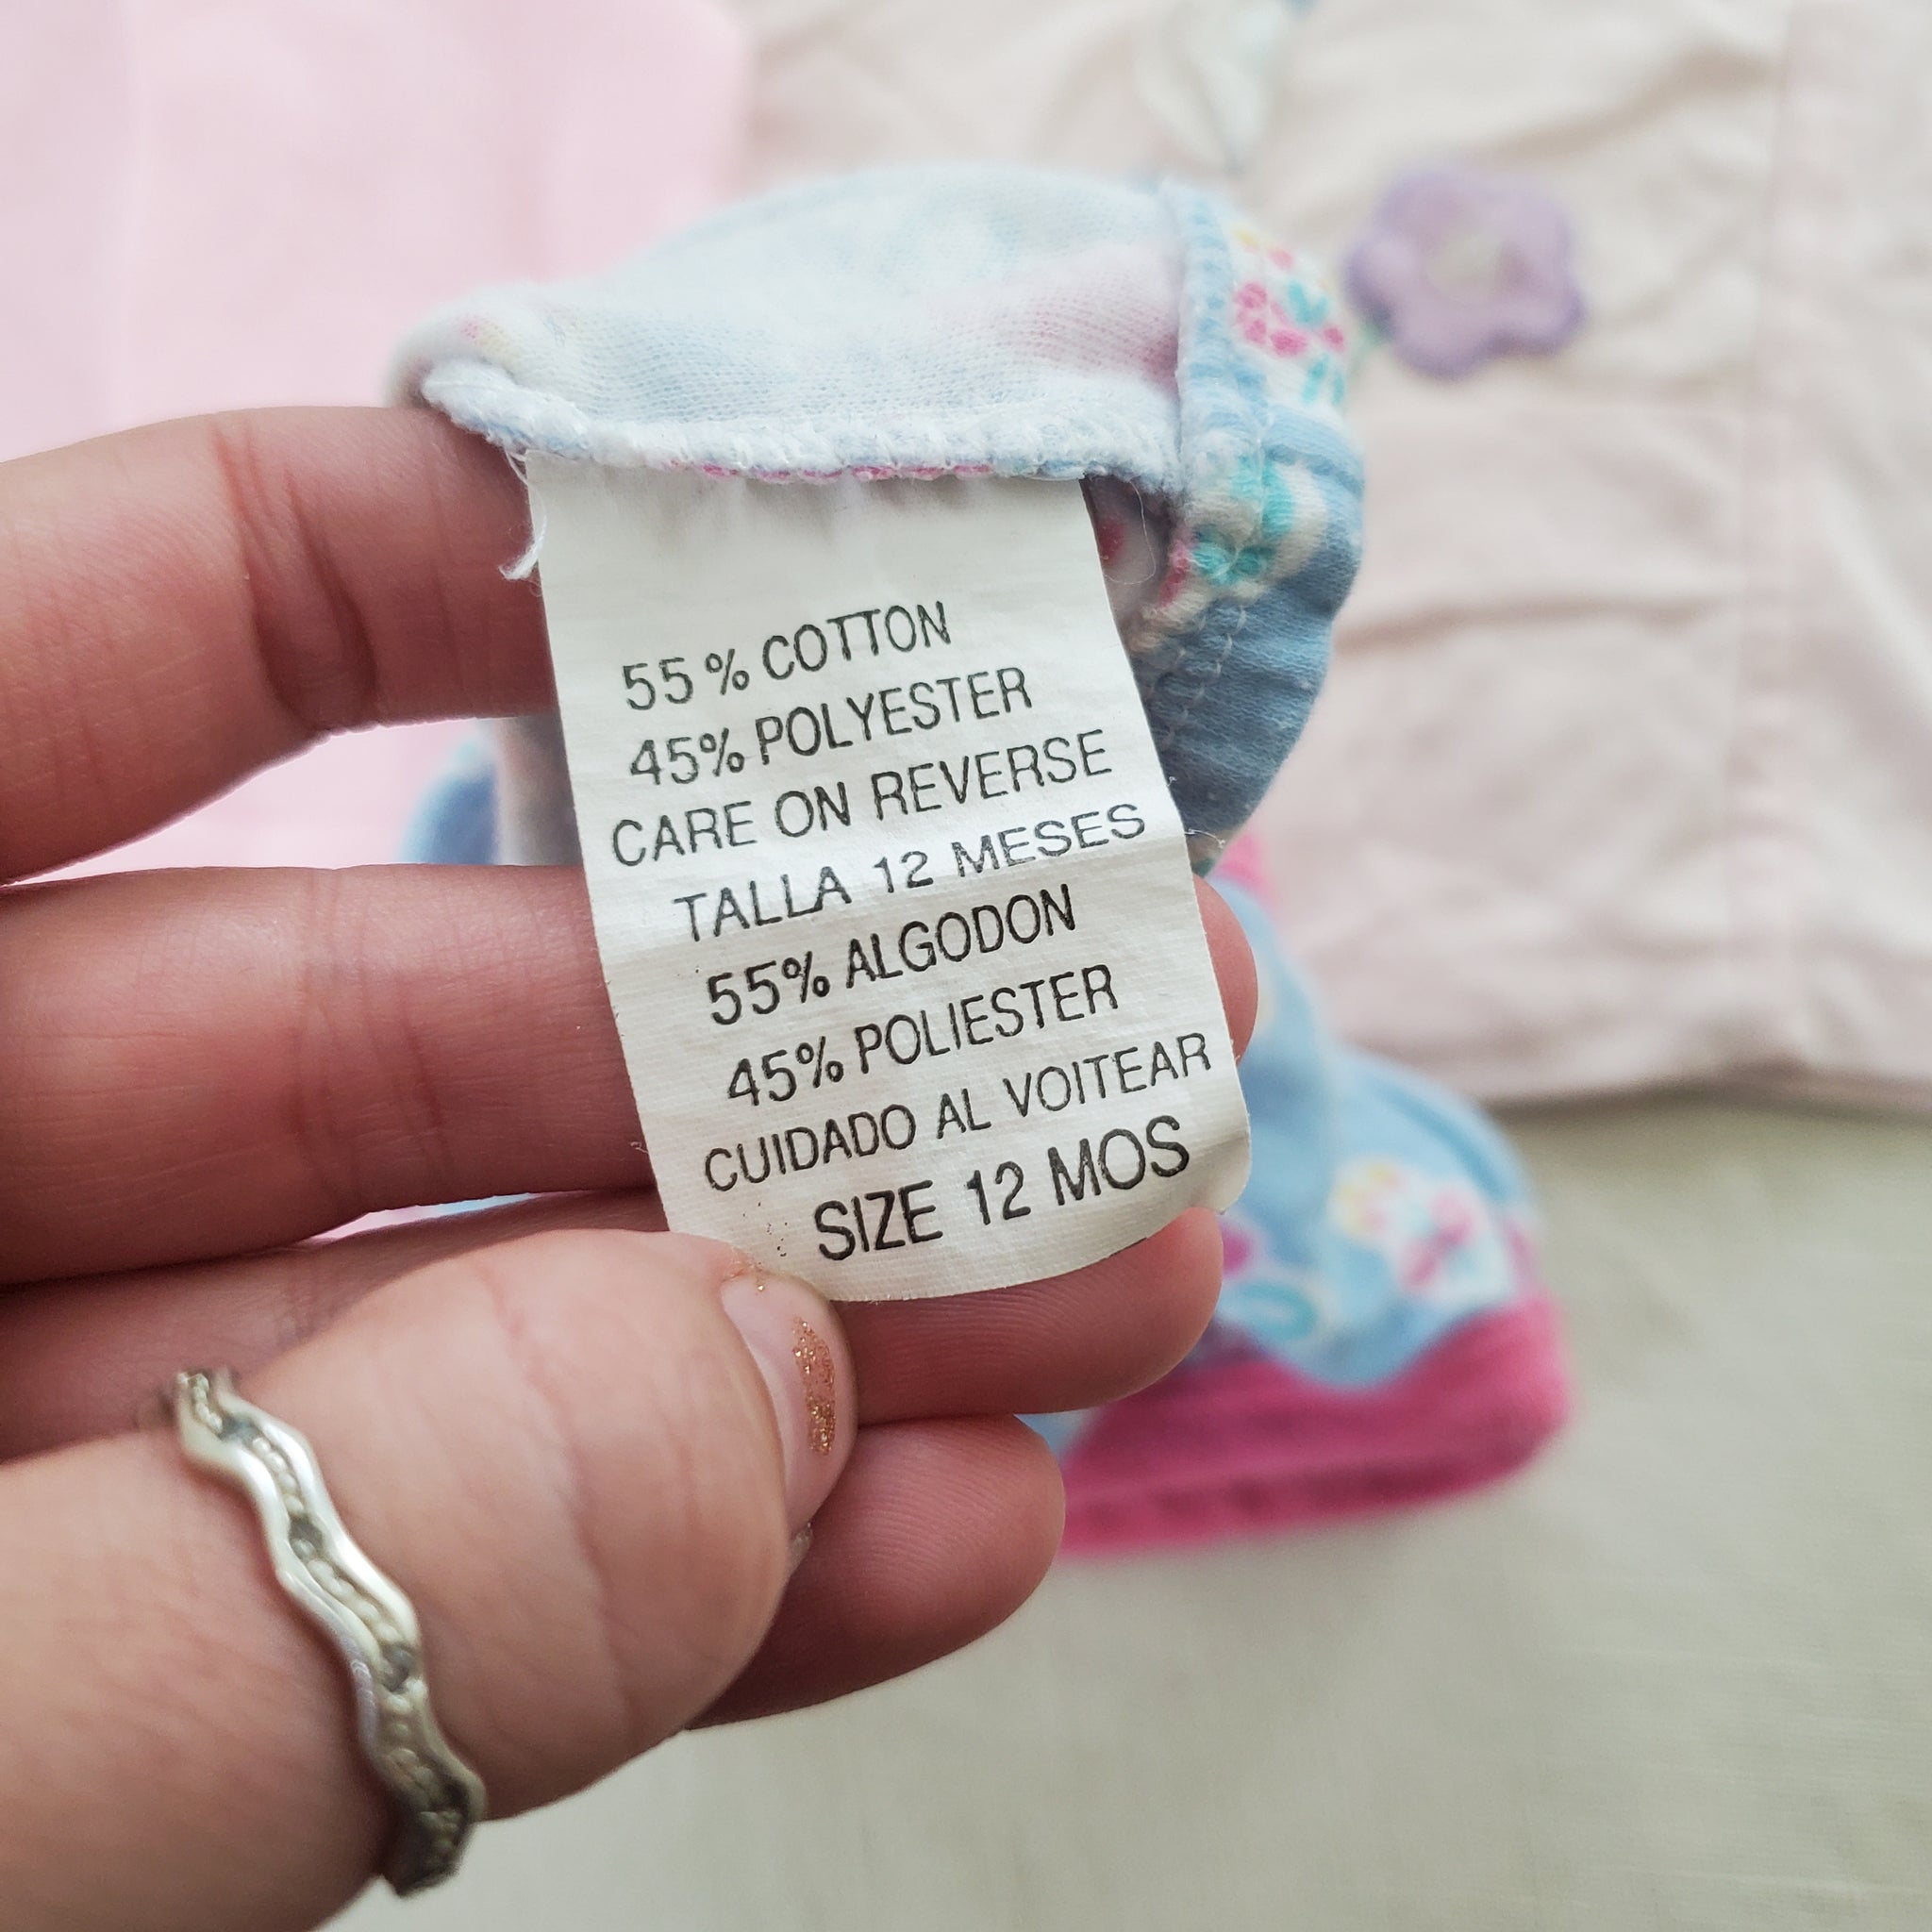 55% COTTON
45% POLYESTER
CARE ON REVERSE
TALLA 12 MESES
55% ALGODON
45% POLIESTER
CUIDADO AL VOITEAR
SIZE 12 MOS